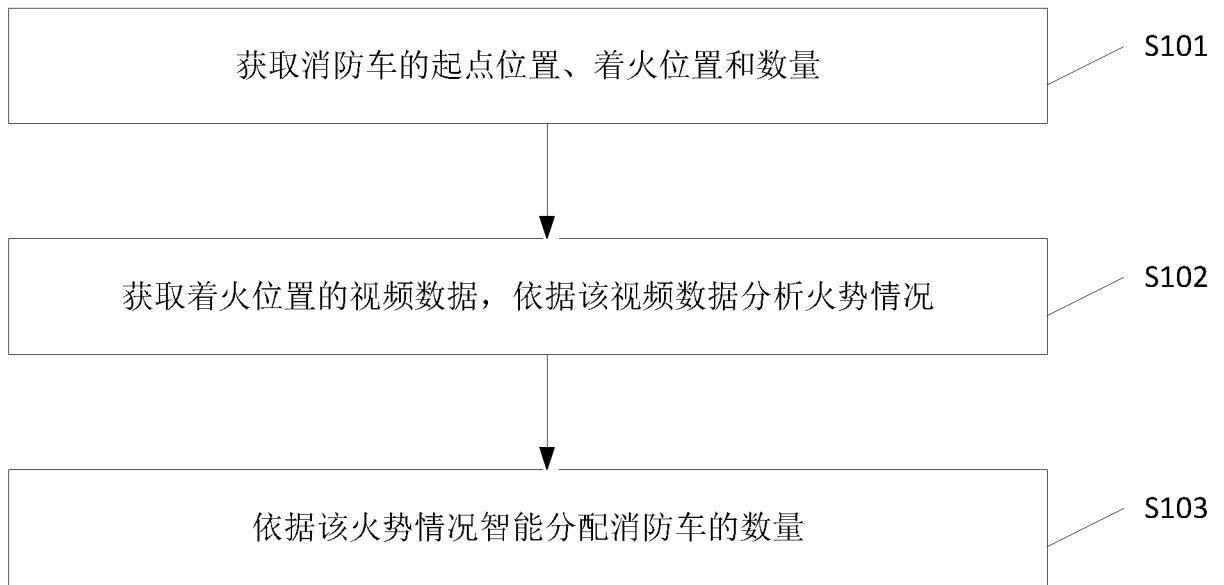 获取消防车的起点位置、着火位置和数量
S101
获取着火位置的视频数据，依据该视频数据分析火势情况
S102
依据该火势情况智能分配消防车的数量
S103